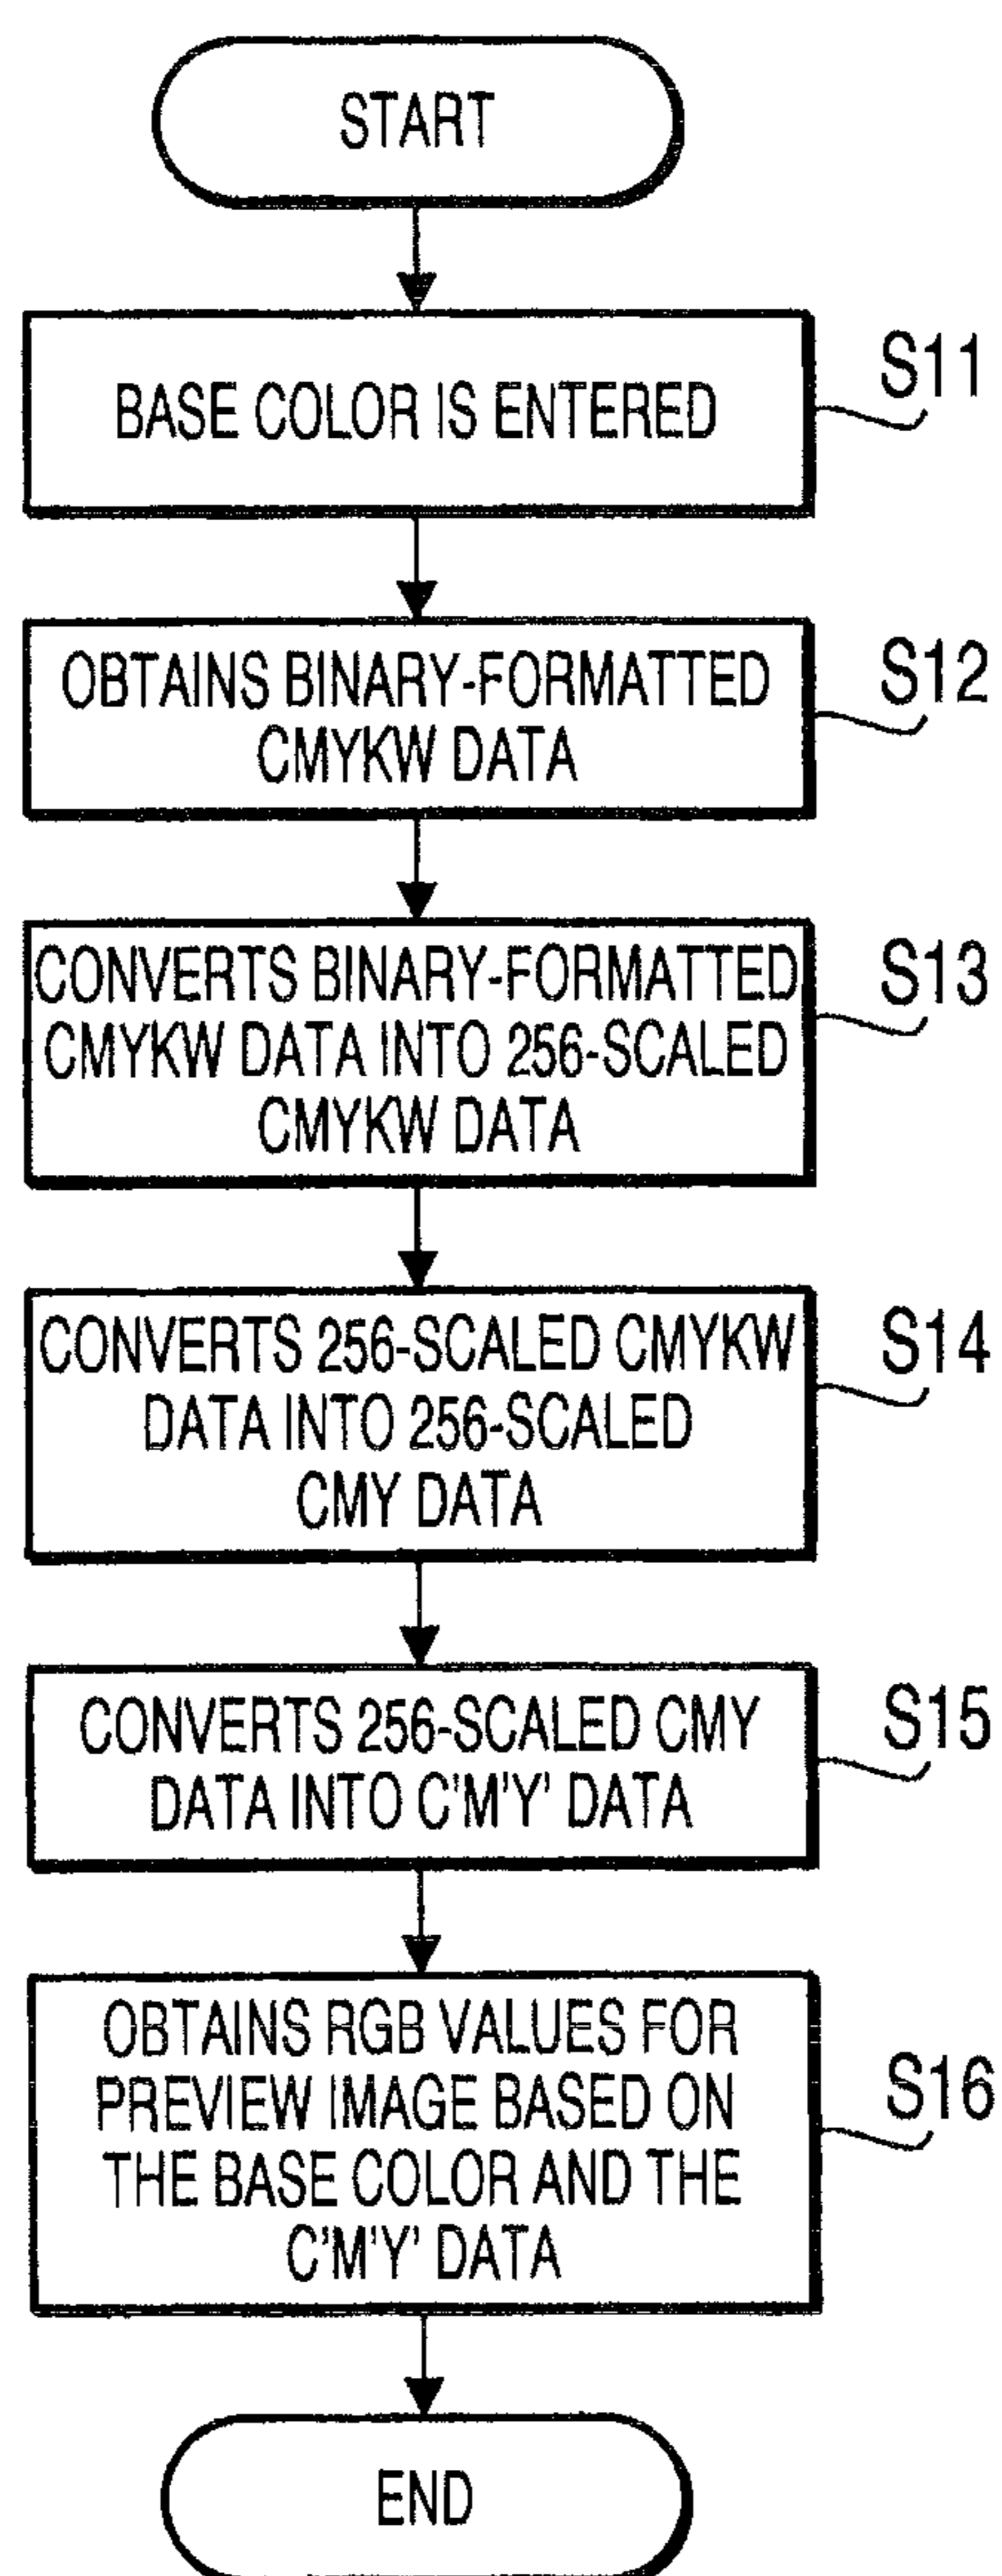 START
BASE COLOR IS ENTERED
S11
OBTAINS BINARY-FORMATTED
CMYKW DATA
S12
CONVERTS BINARY-FORMATTED
CMYKW DATA INTO 256-SCALED
CMYKW DATA
S13
CONVERTS 256-SCALED CMYKW
DATA INTO 256-SCALED
CMY DATA
S14
CONVERTS 256-SCALED CMY
DATA INTO C'M'Y' DATA
S15
OBTAINS RGB VALUES FOR
PREVIEW IMAGE BASED ON
THE BASE COLOR AND THE
C'M'Y' DATA
S16
END